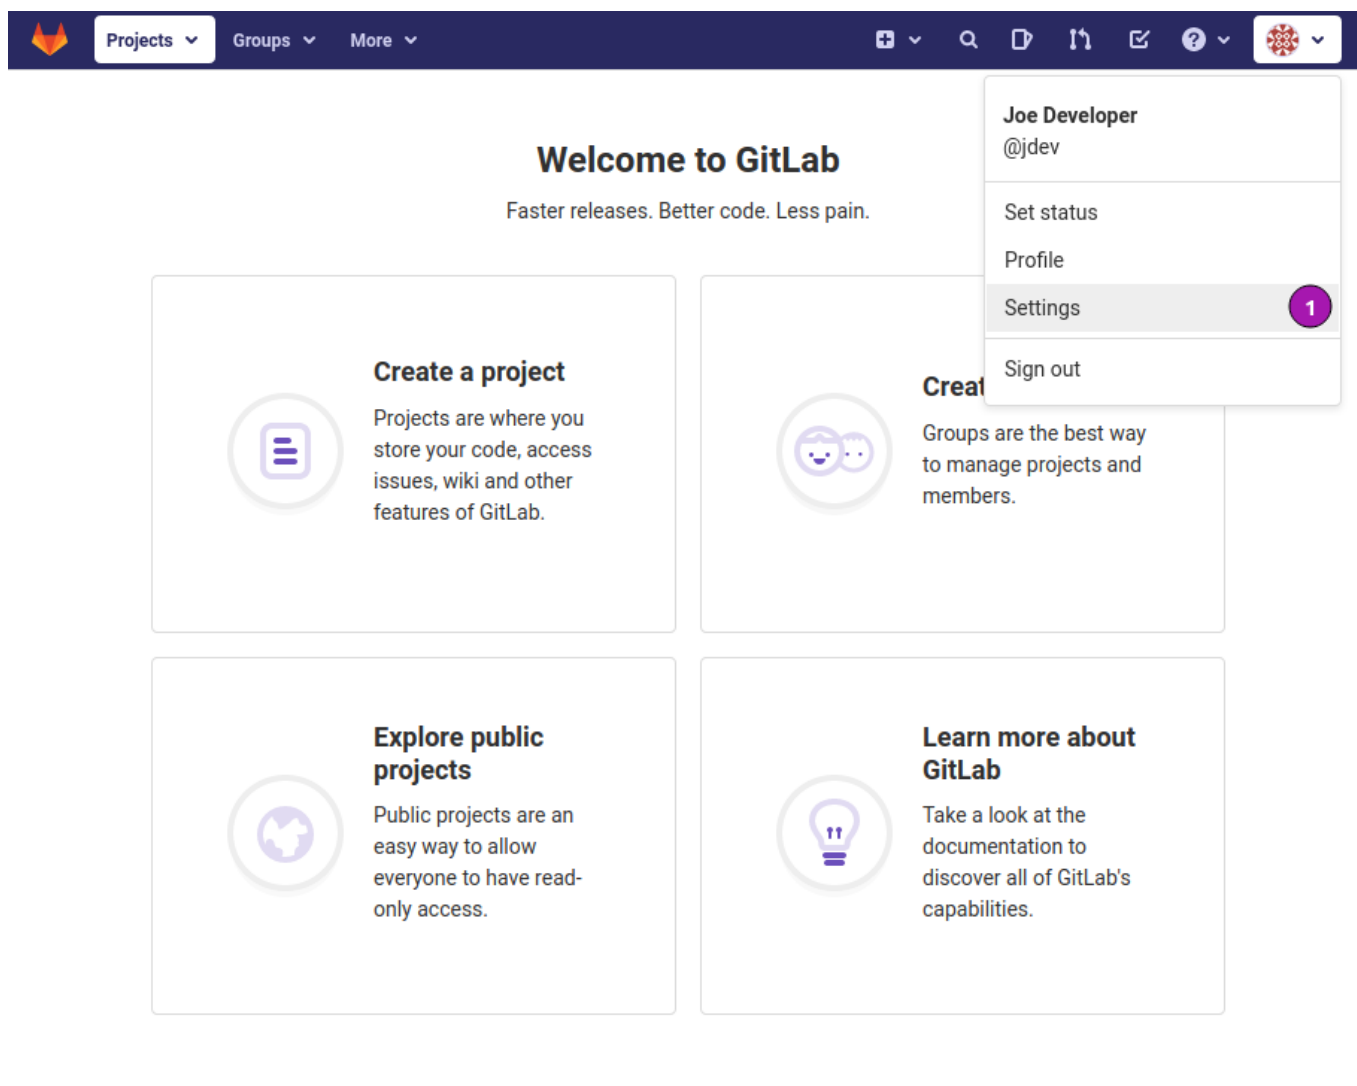 Projects
Groups
More
Joe Developer
@jdev
Set status
Profile
Settings
1
Sign out
Welcome to GitLab
Faster releases. Better code. Less pain.
Create a project
Projects are where you
store your code, access
issues, wiki and other
features of GitLab.
Groups are the best way
to manage projects and
members.
Explore public
projects
Public projects are an
easy way to allow
everyone to have read-
only access.
Learn more about
GitLab
Take a look at the
documentation to
discover all of GitLab's
capabilities.